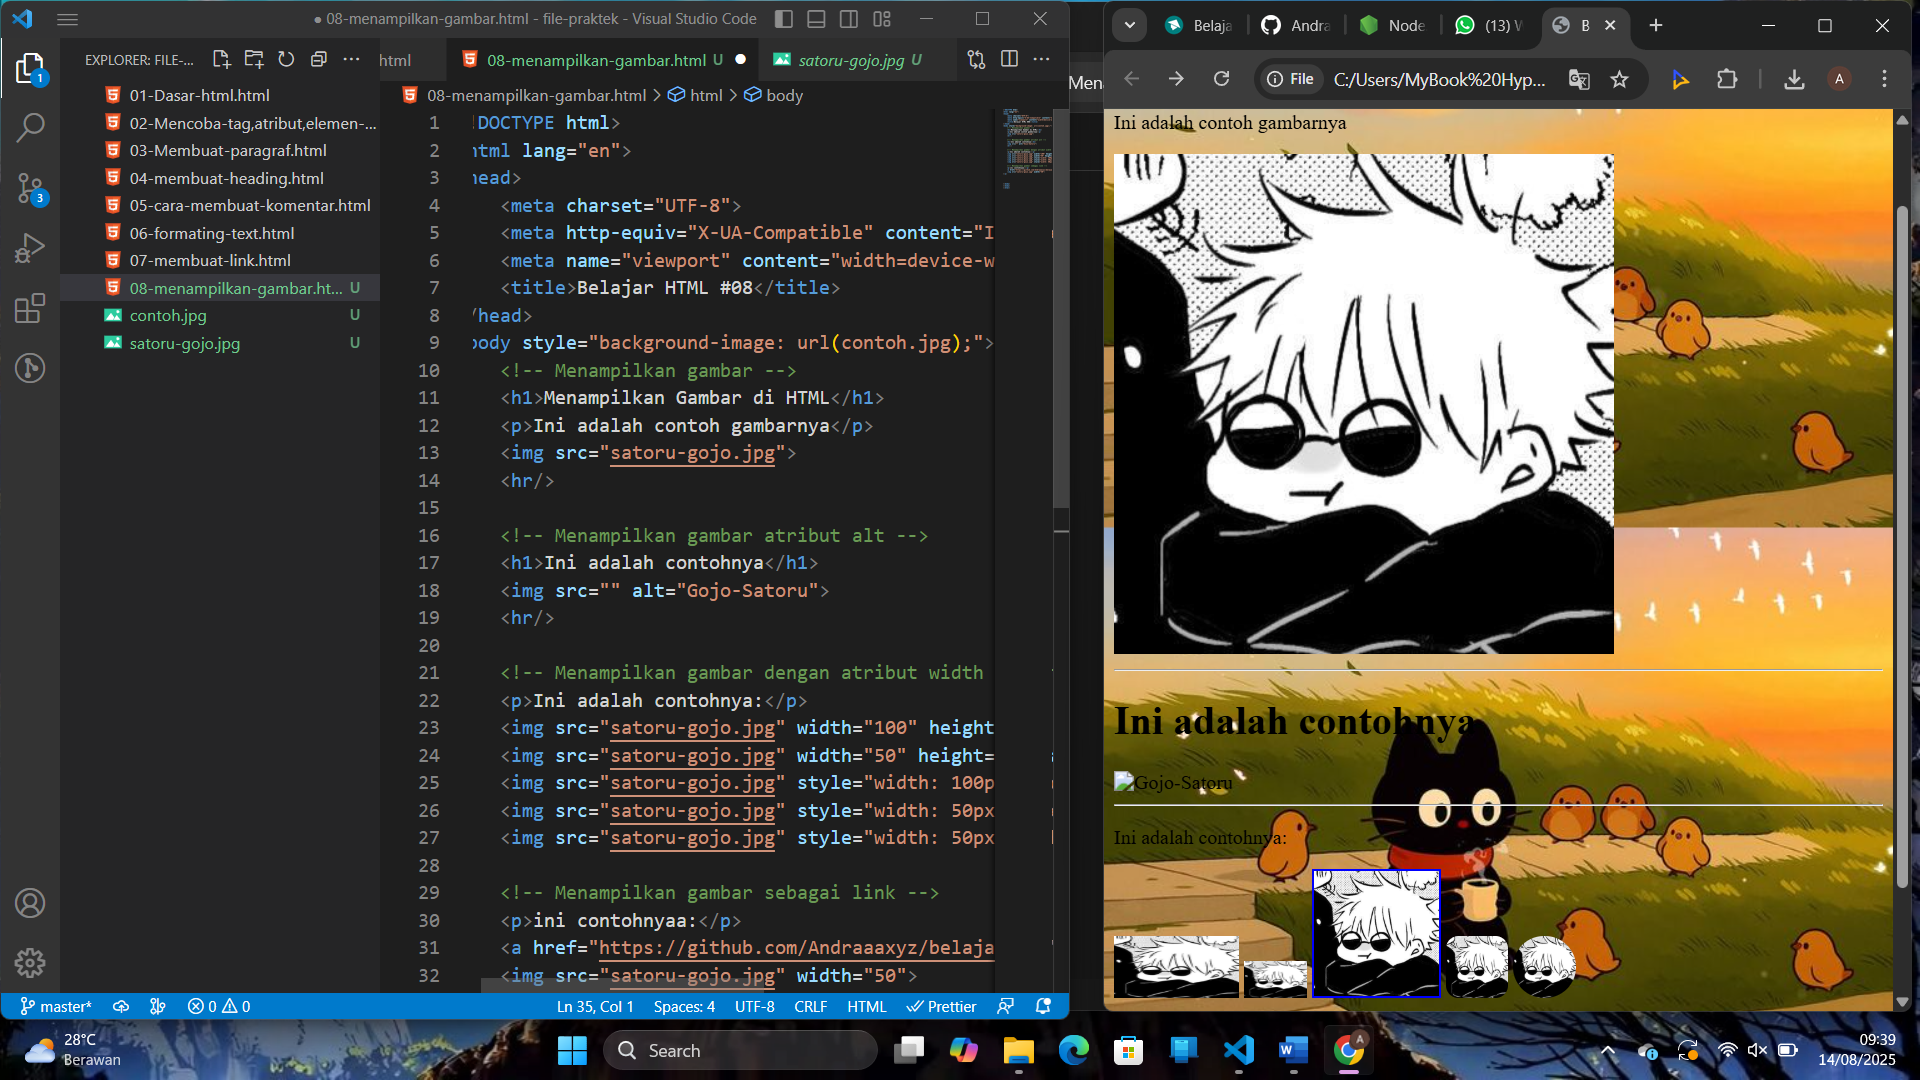 08-menampilkan-gambar.html - file-praktek - Visual Studio Code
EXPLORER: FILE-...
html
08-menampilkan-gambar.html U
satoru-gojo.jpg U
01-Dasar-html.html
02-Mencoba-tag,atribut,elemen-...
03-Membuat-paragraf.html
04-membuat-heading.html
05-cara-membuat-komentar.html
06-formating-text.html
07-membuat-link.html
08-menampilkan-gambar.ht... U
contoh.jpg U
satoru-gojo.jpg U
1
3
08-menampilkan-gambar.html > html > body
1 !DOCTYPE html>
2 html lang="en">
3 head>
4 <meta charset="UTF-8">
5 <meta http-equiv="X-UA-Compatible" content="I
6 <meta name="viewport" content="width=device-w
7 <title>Belajar HTML #08</title>
8 /head>
9 body style="background-image: url(contoh.jpg);">
10 <!-- Menampilkan gambar -->
11 <h1>Menampilkan Gambar di HTML</h1>
12 <p>Ini adalah contoh gambarnya</p>
13 <img src="satoru-gojo.jpg">
14 <hr/>
15
16 <!-- Menampilkan gambar atribut alt -->
17 <h1>Ini adalah contohnya</h1>
18 <img src="" alt="Gojo-Satoru">
19 <hr/>
20
21 <!-- Menampilkan gambar dengan atribut width
22 <p>Ini adalah contohnya:</p>
23 <img src="satoru-gojo.jpg" width="100" height
24 <img src="satoru-gojo.jpg" width="50" height=
25 <img src="satoru-gojo.jpg" style="width: 100p
26 <img src="satoru-gojo.jpg" style="width: 50px
27 <img src="satoru-gojo.jpg" style="width: 50px
28
29 <!-- Menampilkan gambar sebagai link -->
30 <p>ini contohnyaa:</p>
31 <a href="https://github.com/Andraaaxyz/belaja
32 <img src="satoru-gojo.jpg" width="50">
master*
0 0
Ln 35, Col 1
Spaces: 4
UTF-8
CRLF
HTML
Prettier
Men
Belaja
Andra
Node
(13) W
B
File
C:/Users/MyBook%20Hyp...
A
Ini adalah contoh gambarnya
Ini adalah contohnya
Gojo-Satoru
Ini adalah contohnya:
28°C
Berawan
Search
A
09:39
14/08/2025